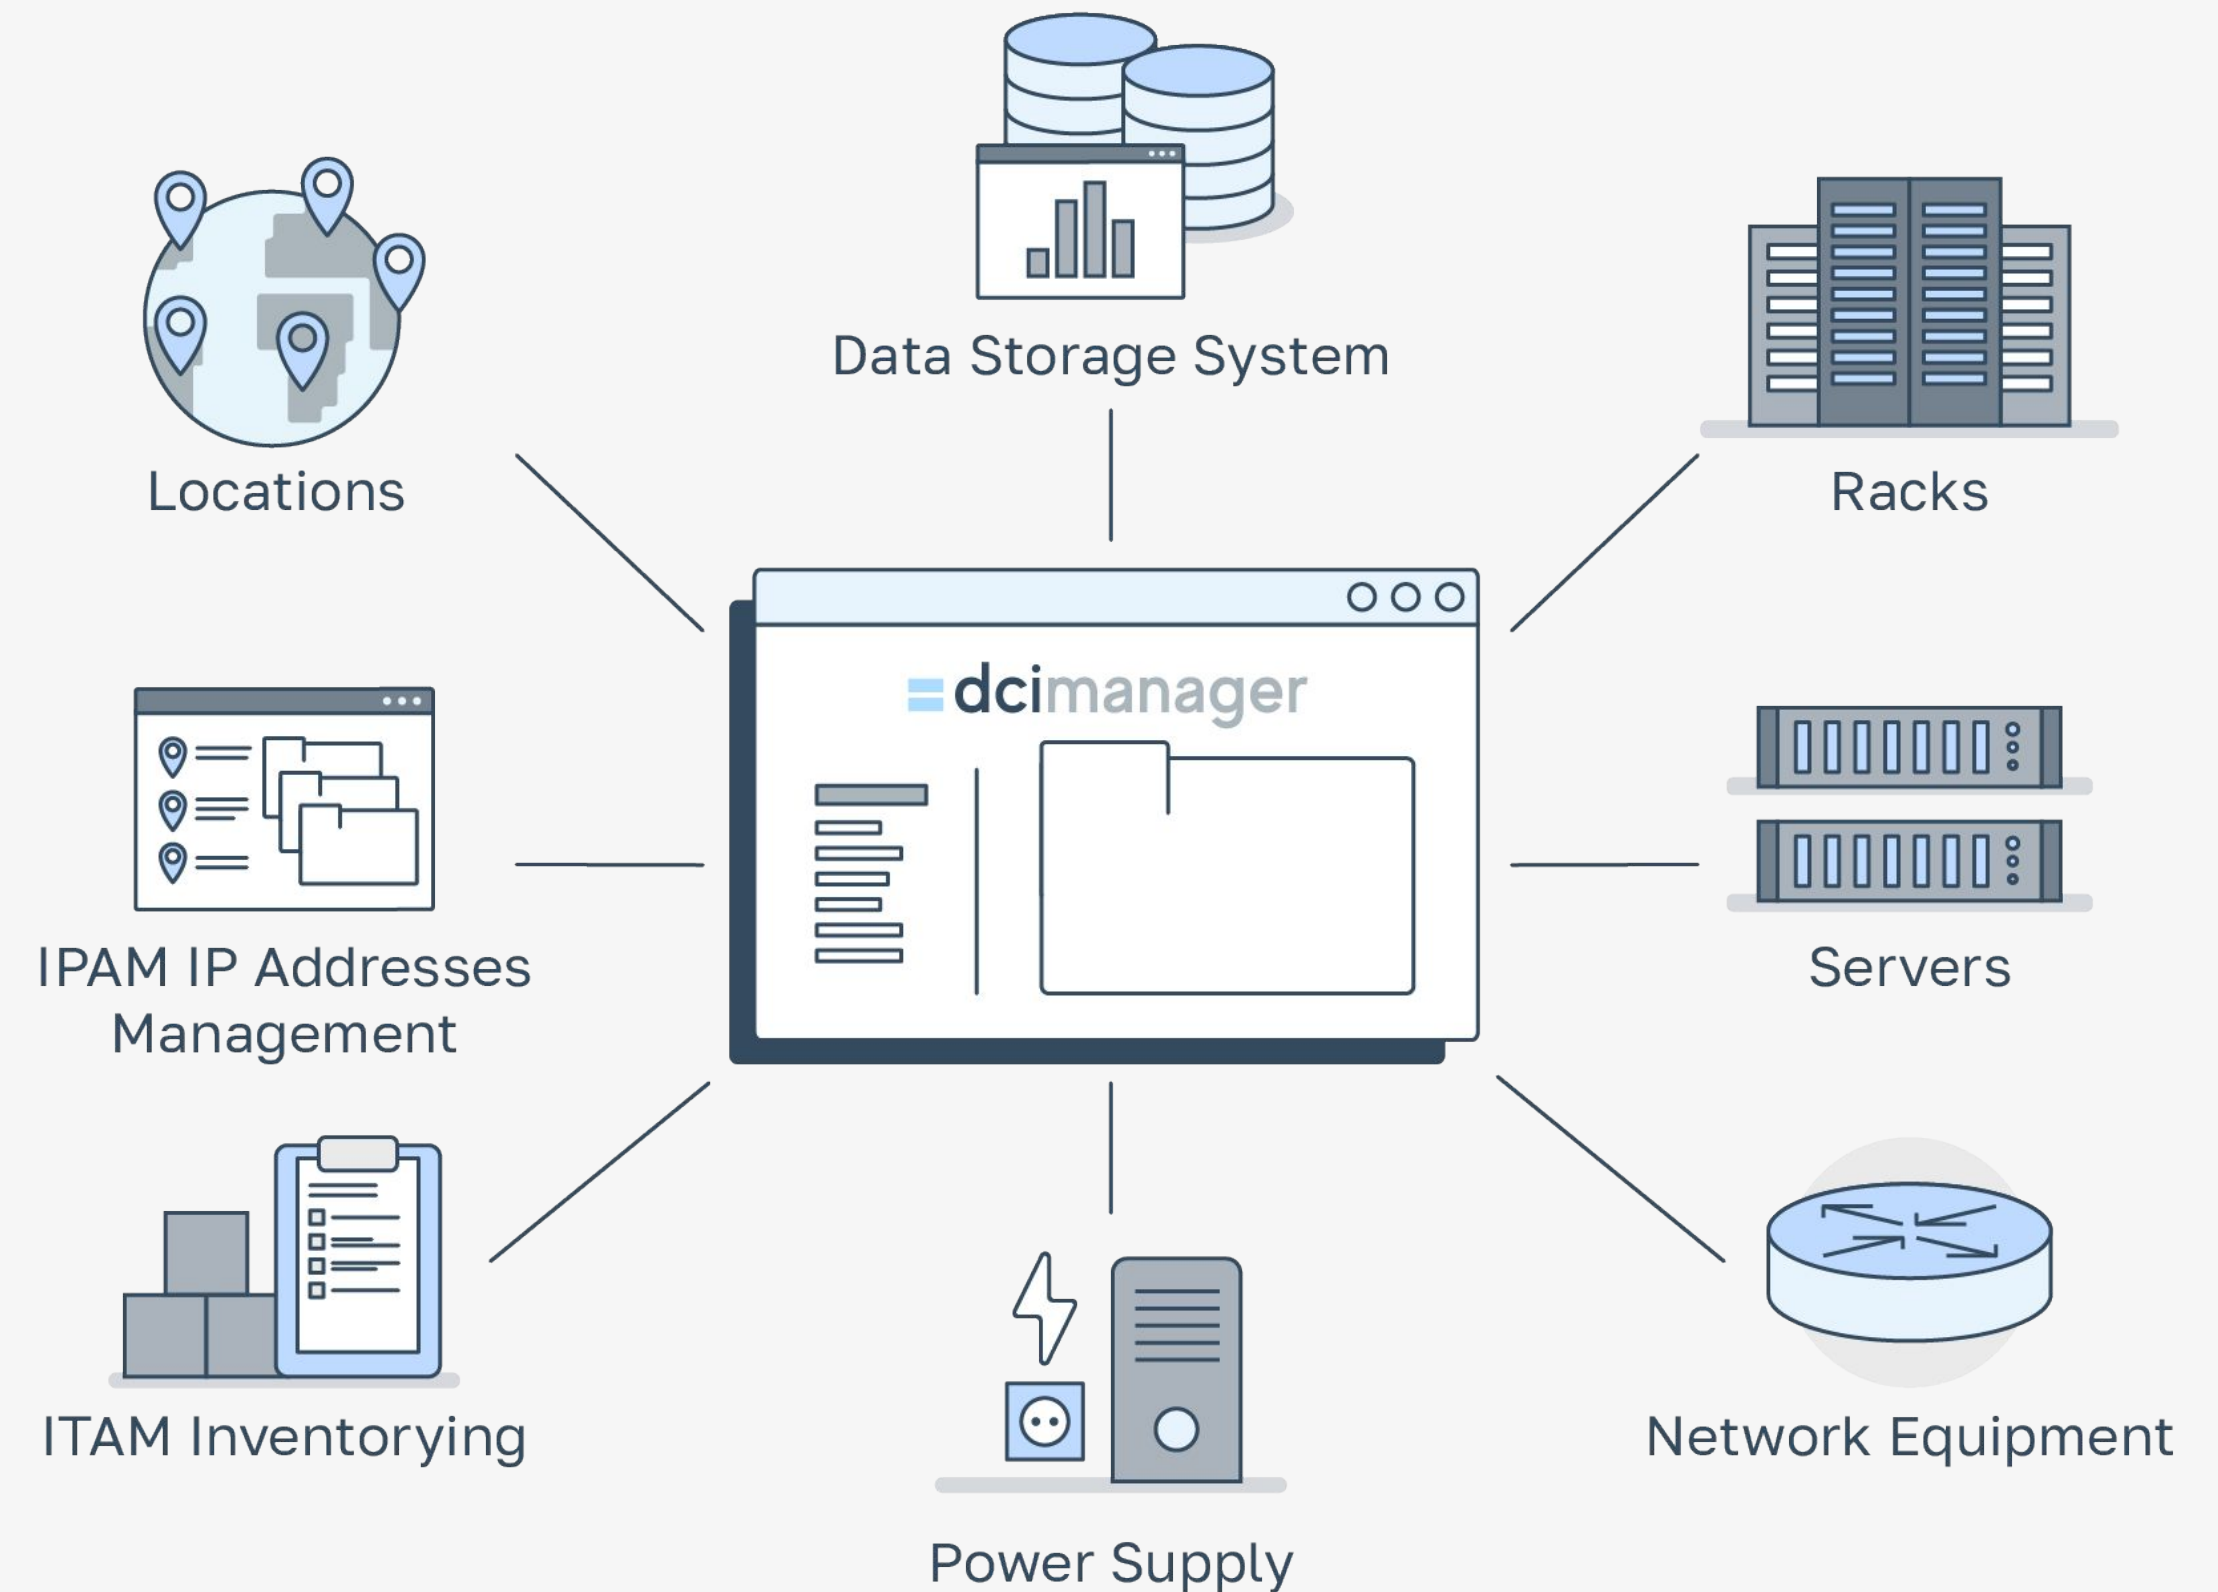 Data Storage System
Locations
Racks
dcimanager
IPAM IP Addresses
Management
Servers
ITAM Inventorying
Network Equipment
Power Supply